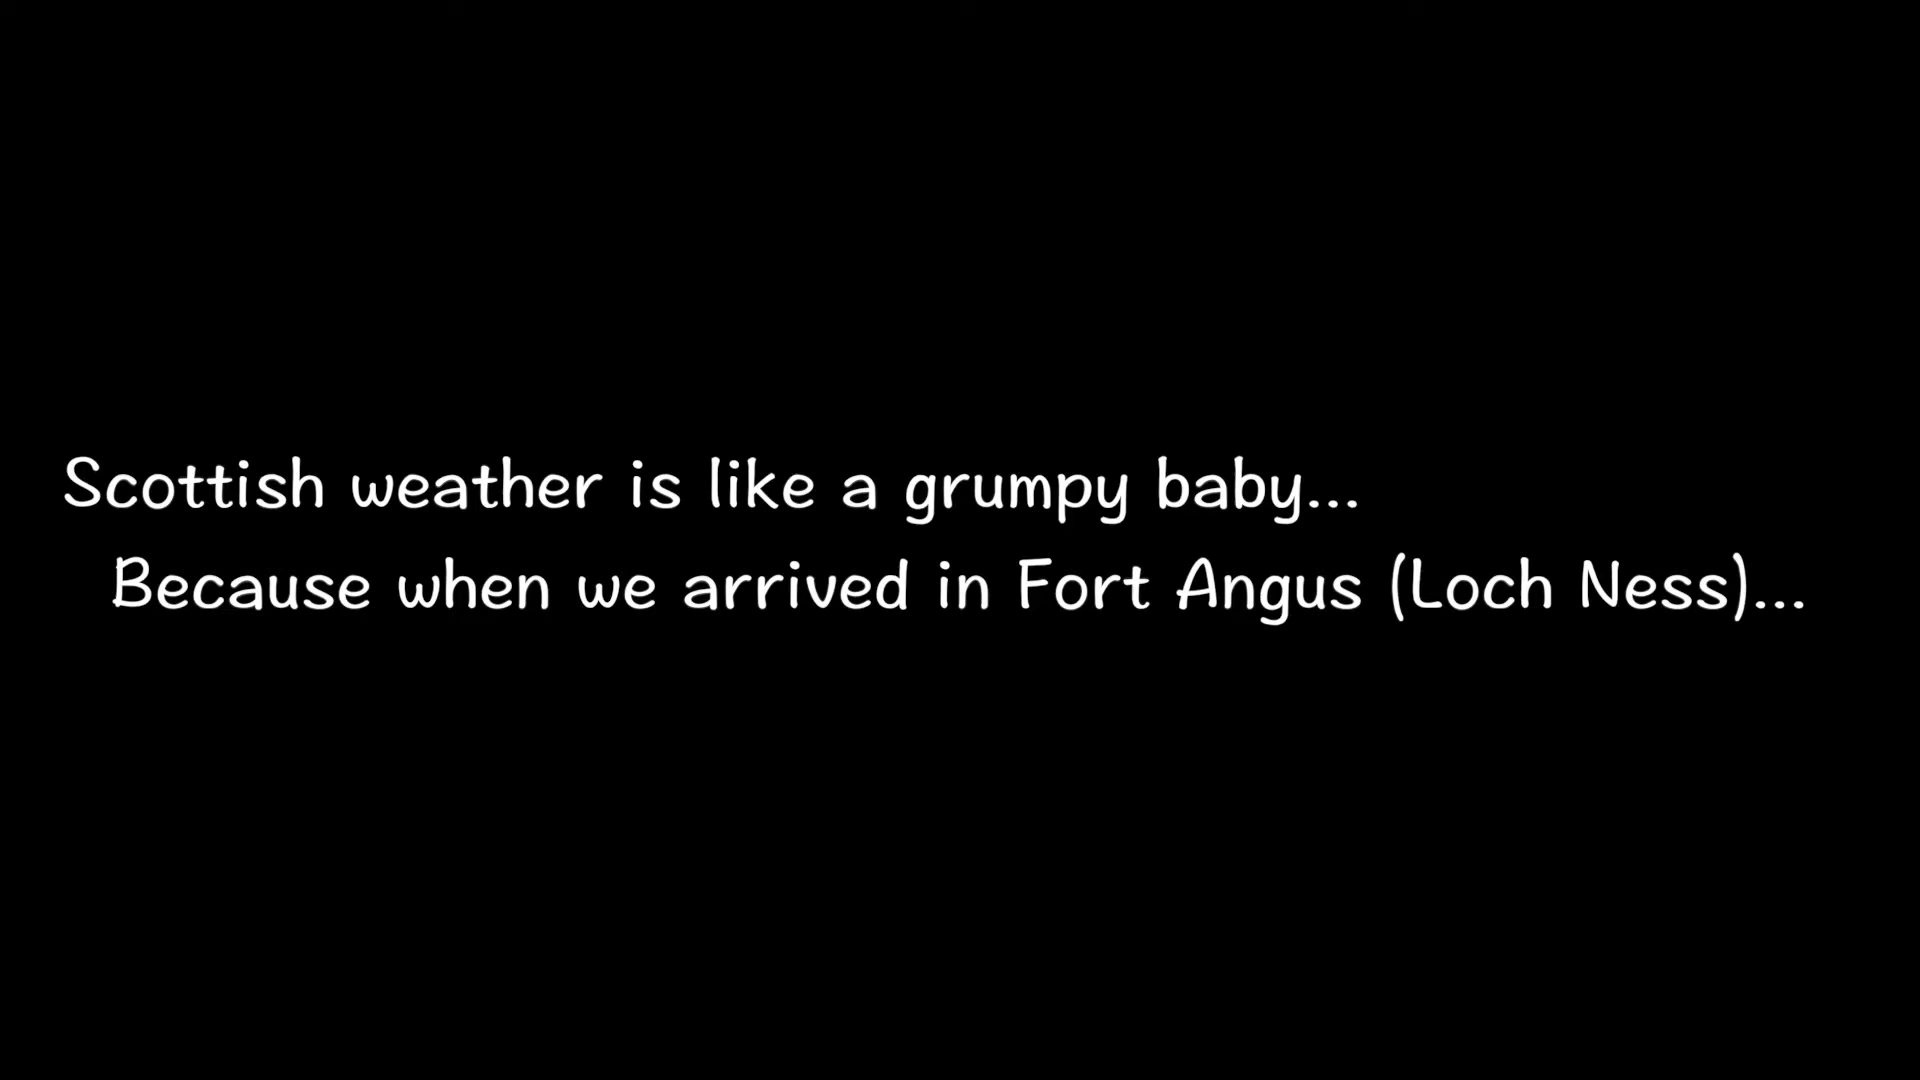 Scottish weather is like a grumpy baby...
Because when we arrived in Fort Angus (Loch Ness)...